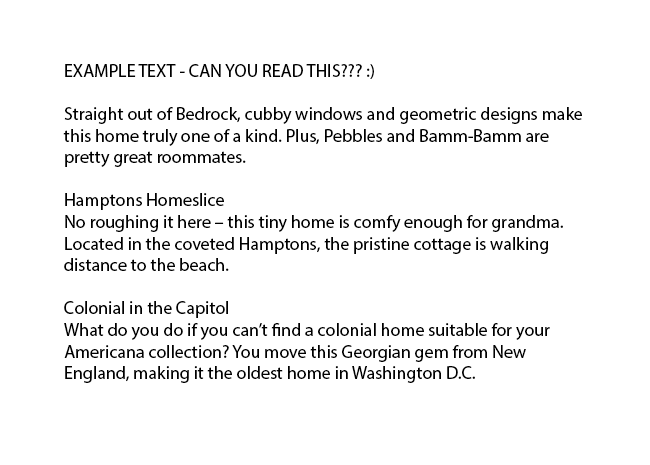 EXAMPLE TEXT - CAN YOU READ THIS??? :)
Straight out of Bedrock, cubby windows and geometric designs make
this home truly one of a kind. Plus, Pebbles and Bamm-Bamm are
pretty great roommates.
Hamptons Homeslice
No roughing it here – this tiny home is comfy enough for grandma.
Located in the coveted Hamptons, the pristine cottage is walking
distance to the beach.
Colonial in the Capitol
What do you do if you can’t find a colonial home suitable for your
Americana collection? You move this Georgian gem from New
England, making it the oldest home in Washington D.C.